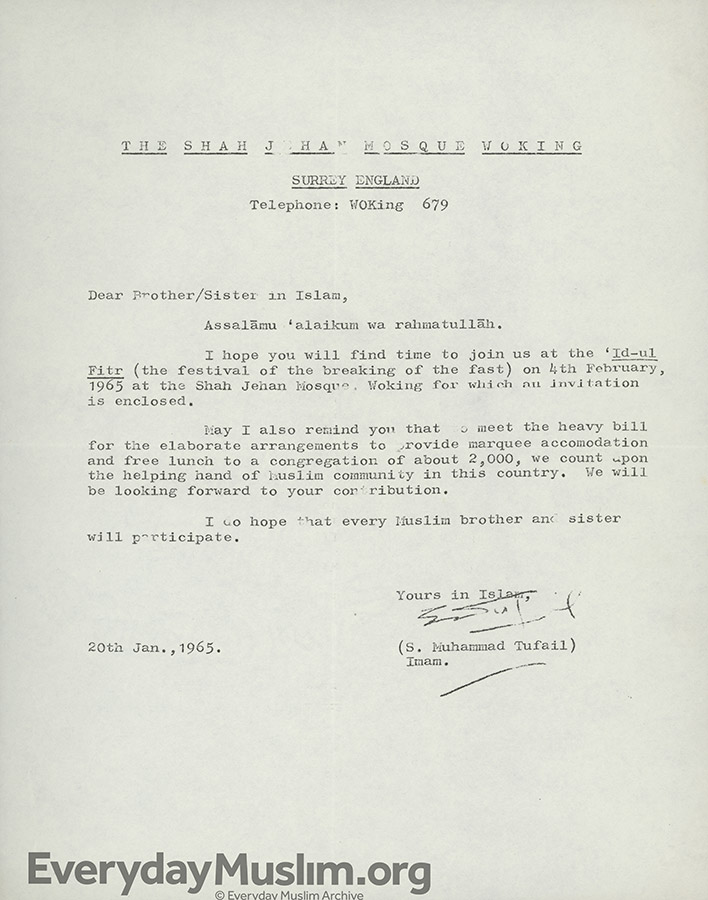 THE SHAH JEHAN MOSQUE WOKING
SURREY ENGLAND
Telephone: WOKing 679
Dear Brother/Sister in Islam,
Assalāmu ‘alaikum wa rahmatullāh.
I hope you will find time to join us at the ‘Id-ul
Fitr (the festival of the breaking of the fast) on 4th February,
1965 at the Shah Jehan Mosque, Woking for which an invitation
is enclosed.
May I also remind you that to meet the heavy bill
for the elaborate arrangements to provide marquee accomodation
and free lunch to a congregation of about 2,000, we count upon
the helping hand of Muslim community in this country. We will
be looking forward to your contribution.
I do hope that every Muslim brother and sister
will participate.
Yours in Islam,
20th Jan.,1965.
(S. Muhammad Tufail)
Imam.
EverydayMuslim.org
© Everyday Muslim Archive